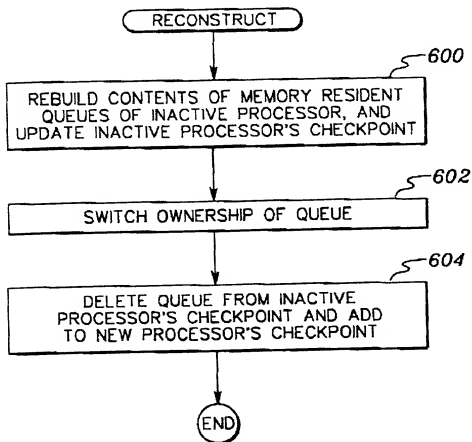 RECONSTRUCT
600
REBUILD CONTENTS OF MEMORY RESIDENT
QUEUES OF INACTIVE PROCESSOR, AND
UPDATE INACTIVE PROCESSOR'S CHECKPOINT
602
SWITCH OWNERSHIP OF QUEUE
604
DELETE QUEUE FROM INACTIVE
PROCESSOR'S CHECKPOINT AND ADD
TO NEW PROCESSOR'S CHECKPOINT
END